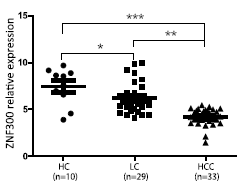 ***
**
*
ZNF300 relative expression
15
10
5
0
HC LC HCC
(n=10) (n=29) (n=33)